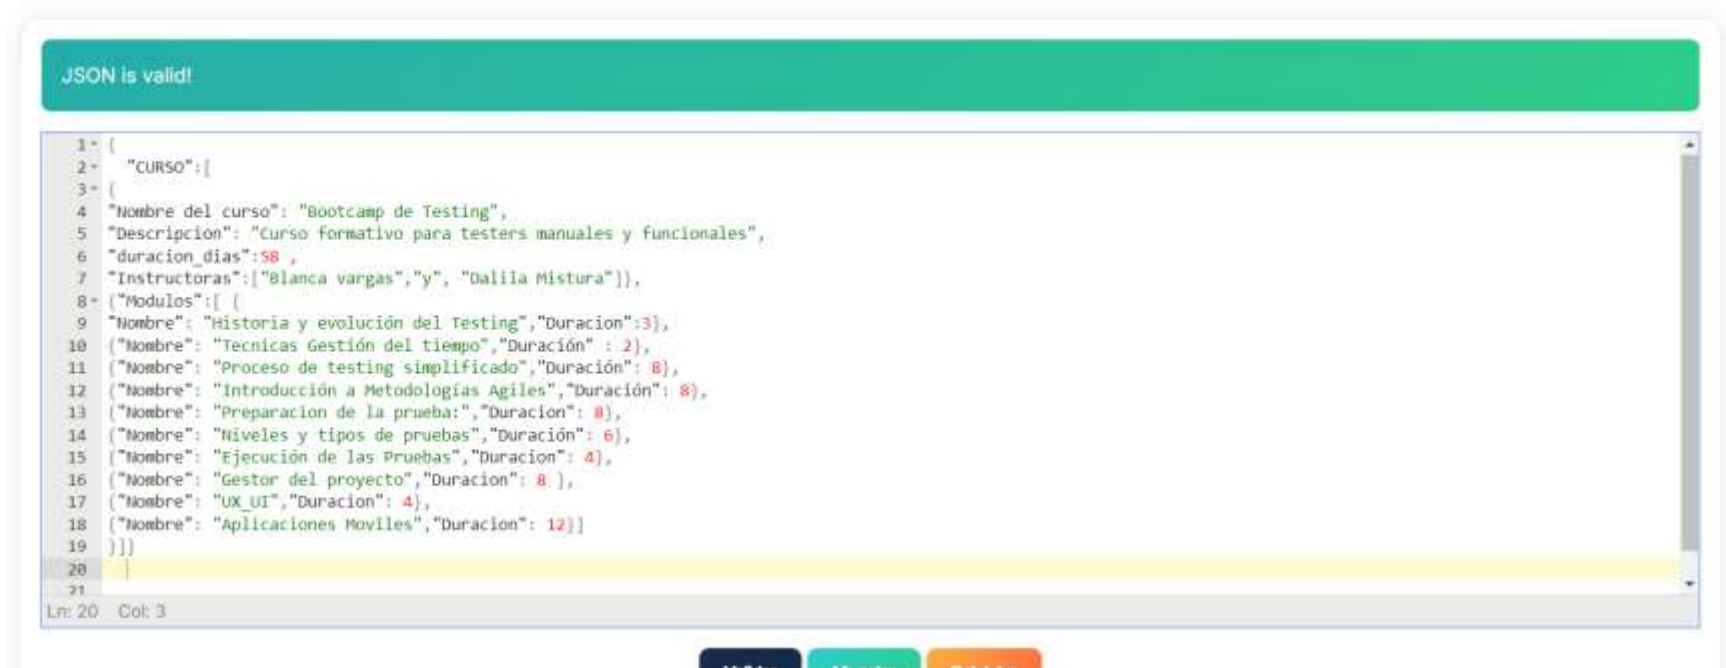 JSON is valid!
1 {
2 "CURSO":[
3 {
4 "Nombre del curso": "Bootcamp de Testing",
5 "Descripcion": "Curso formativo para testers manuales y funcionales",
6 "duracion_dias":58 ,
7 "Instructoras":["Blanca vargas","y", "Dalila Mistura"]},
8 {"Modulos":[ {
9 "Nombre": "Historia y evolución del Testing","Duracion":3},
10 {"Nombre": "Tecnicas Gestión del tiempo","Duración" : 2},
11 {"Nombre": "Proceso de testing simplificado","Duración": 8},
12 {"Nombre": "Introducción a Metodologías Agiles","Duración": 8},
13 {"Nombre": "Preparacion de la prueba:","Duracion": 8},
14 {"Nombre": "Niveles y tipos de pruebas","Duración": 6},
15 {"Nombre": "Ejecución de las Pruebas","Duracion": 4},
16 {"Nombre": "Gestor del proyecto","Duracion": 8 },
17 {"Nombre": "UX_UI","Duracion": 4},
18 {"Nombre": "Aplicaciones Moviles","Duracion": 12}]
19 }]}
20
21
Ln: 20 Col: 3